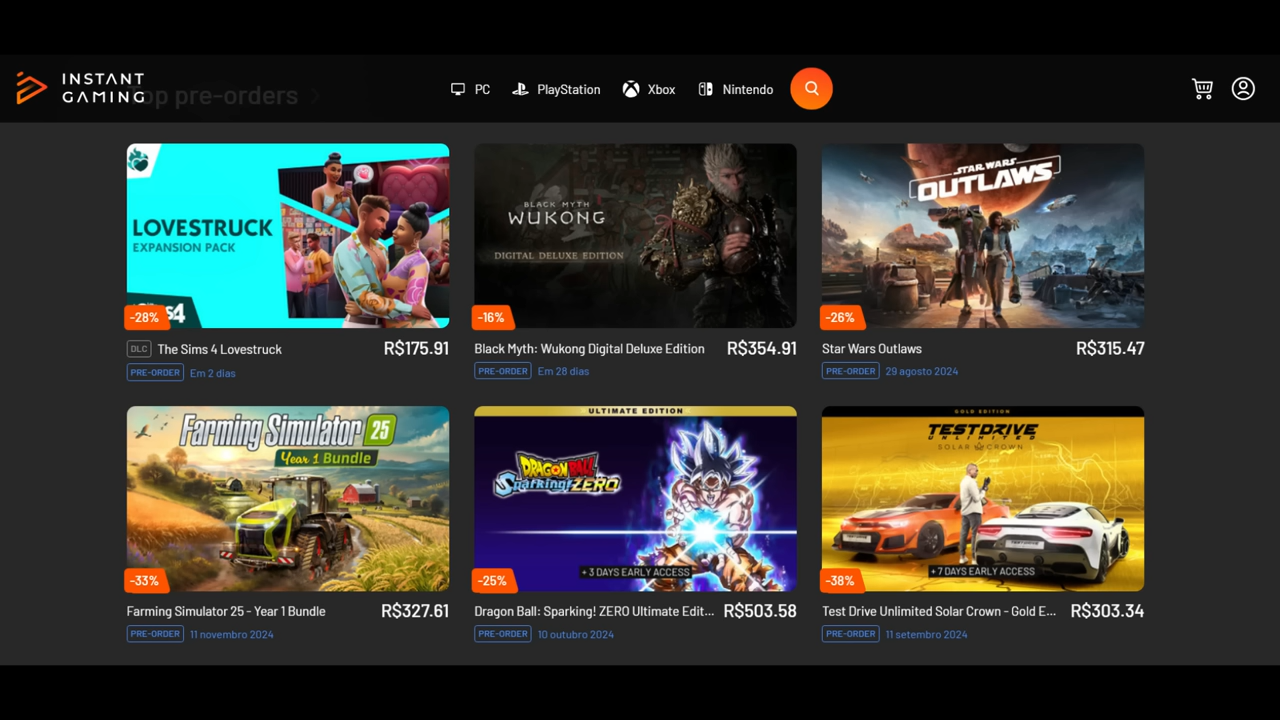 INSTANT
GAMING
Top pre-orders
PC
PlayStation
Xbox
Nintendo
LOVESTRUCK
EXPANSION PACK
-28%
DLC
The Sims 4 Lovestruck
R$175.91
PRE-ORDER
Em 2 dias
BLACK MYTH
WUKONG
DIGITAL DELUXE EDITION
-16%
Black Myth: Wukong Digital Deluxe Edition
R$354.91
PRE-ORDER
Em 28 dias
STAR WARS
OUTLAWS
-26%
Star Wars Outlaws
R$315.47
PRE-ORDER
29 agosto 2024
Farming Simulator 25
Year 1 Bundle
-33%
Farming Simulator 25 - Year 1 Bundle
R$327.61
PRE-ORDER
11 novembro 2024
ULTIMATE EDITION
DRAGON BALL
Sparking! ZERO
+ 3 DAYS EARLY ACCESS
-25%
Dragon Ball: Sparking! ZERO Ultimate Edit...
R$503.58
PRE-ORDER
10 outubro 2024
GOLD EDITION
TEST DRIVE
UNLIMITED
SOLAR CROWN
+ 7 DAYS EARLY ACCESS
-38%
Test Drive Unlimited Solar Crown - Gold E...
R$303.34
PRE-ORDER
11 setembro 2024